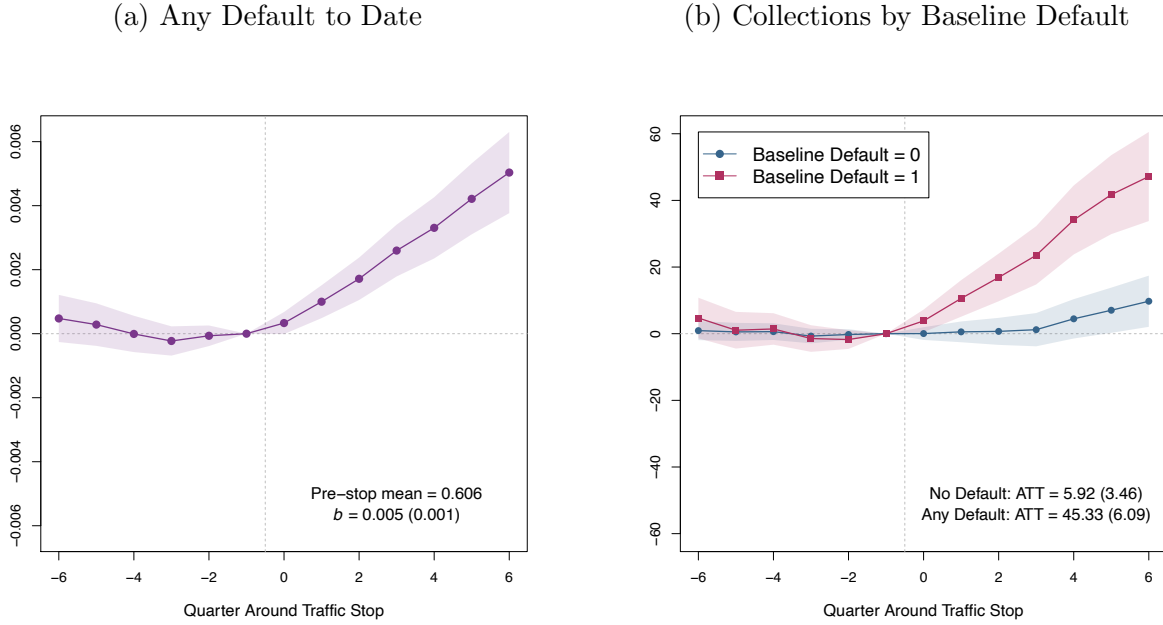 (a) Any Default to Date
0.006
0.004
0.002
0.000
−0.002
−0.004
−0.006
Pre-stop mean = 0.606
b = 0.005 (0.001)
−6 −4 −2 0 2 4 6
Quarter Around Traffic Stop
(b) Collections by Baseline Default
60
40
20
0
−20
−40
−60
Baseline Default = 0
Baseline Default = 1
No Default: ATT = 5.92 (3.46)
Any Default: ATT = 45.33 (6.09)
−6 −4 −2 0 2 4 6
Quarter Around Traffic Stop